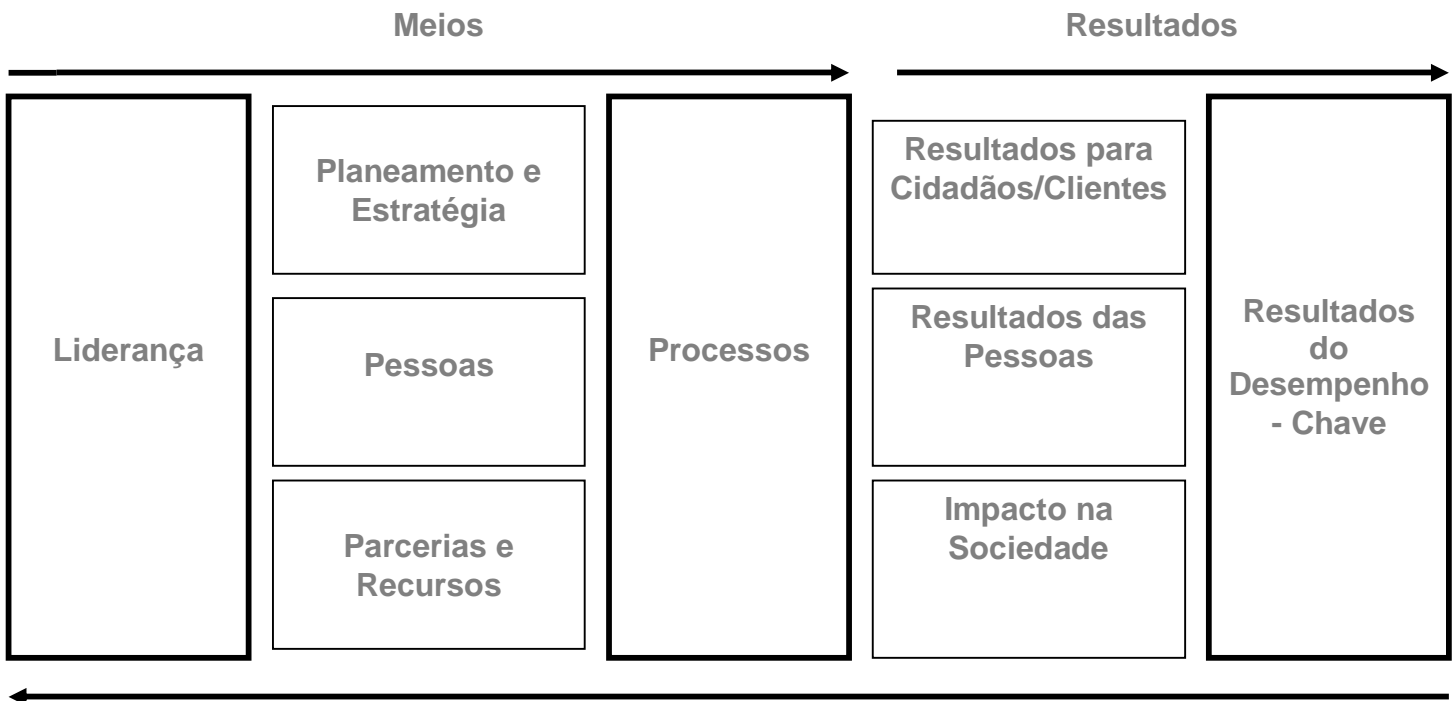 Meios
Resultados
Liderança
Planeamento e
Estratégia
Pessoas
Parcerias e
Recursos
Processos
Resultados para
Cidadãos/Clientes
Resultados das
Pessoas
Impacto na
Sociedade
Resultados
do
Desempenho
- Chave